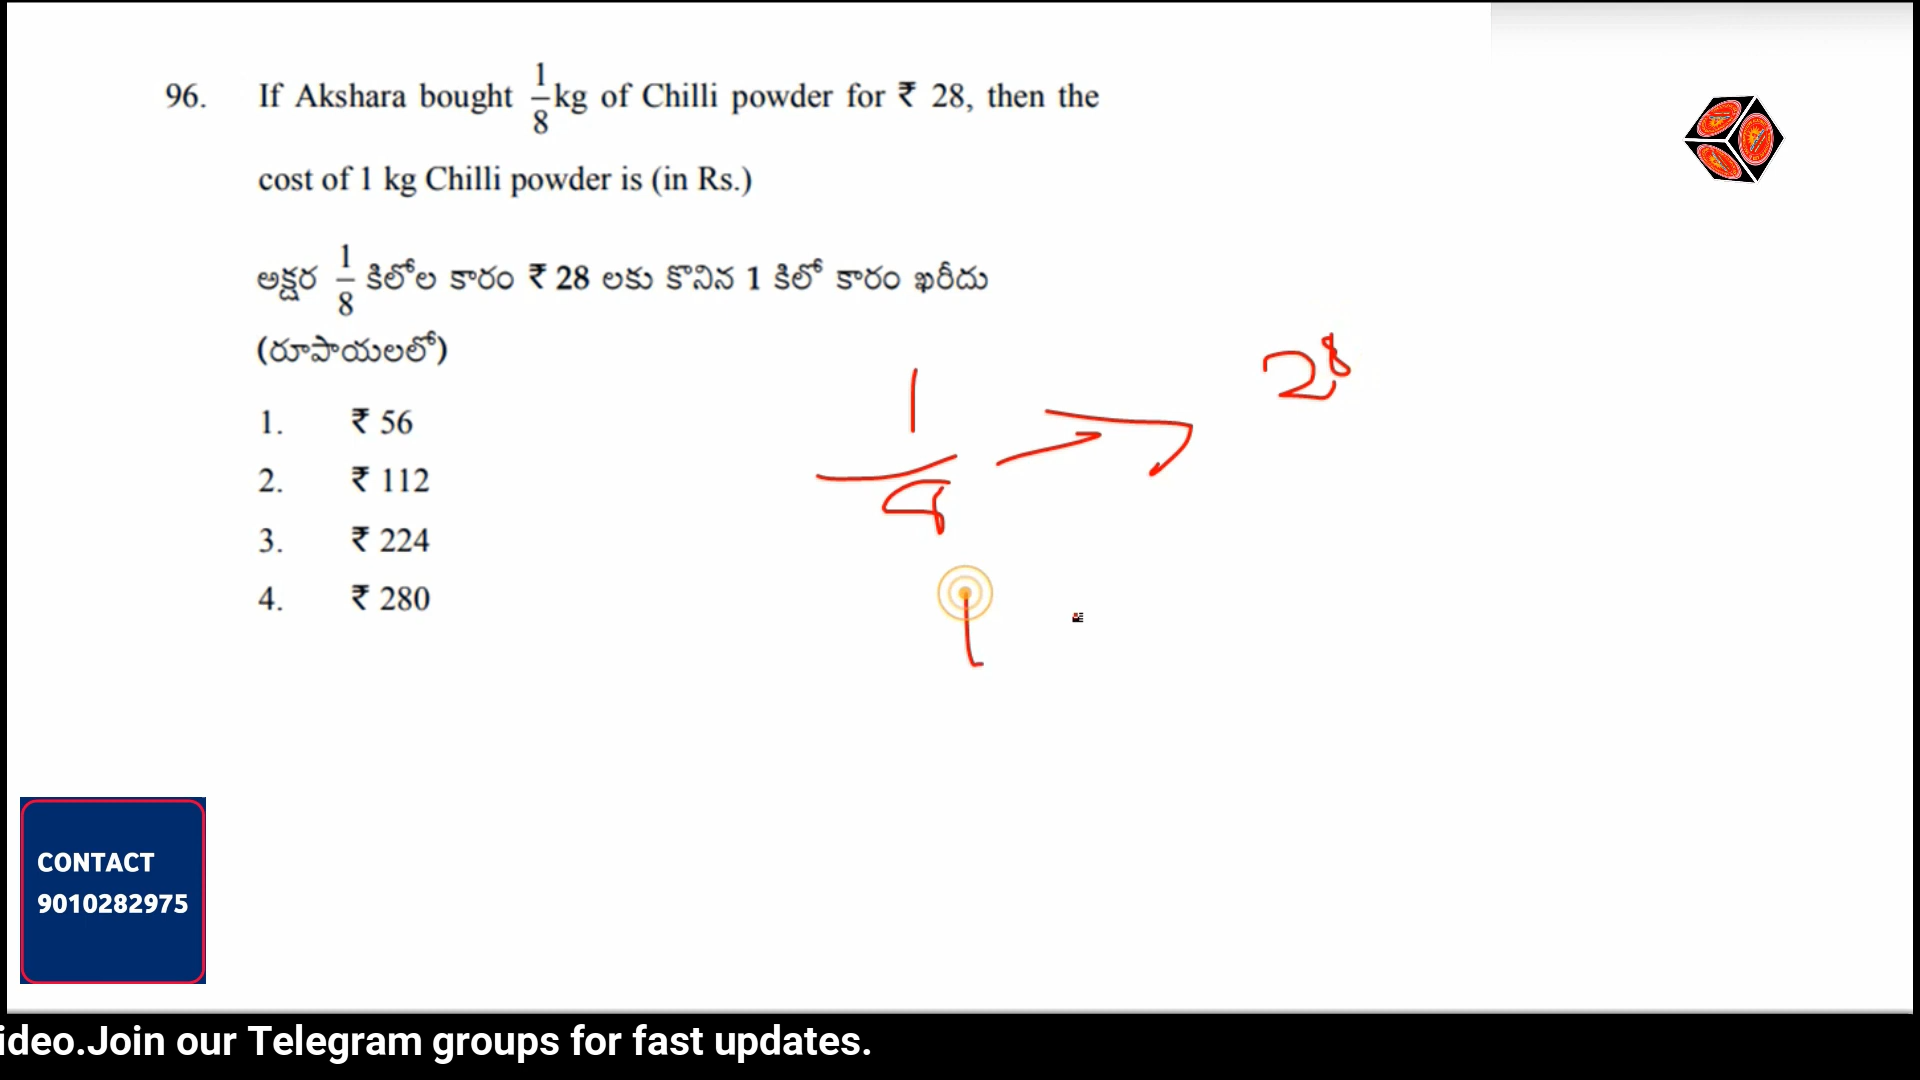 96. If Akshara bought 1/8 kg of Chilli powder for ₹ 28, then the
cost of 1 kg Chilli powder is (in Rs.)
అక్షర 1/8 కిలోల కారం ₹ 28 లకు కొనిన 1 కిలో కారం ఖరీదు
(రూపాయలలో)
1. ₹ 56
2. ₹ 112
3. ₹ 224
4. ₹ 280
1/8
28
1
CONTACT
9010282975
ideo.Join our Telegram groups for fast updates.